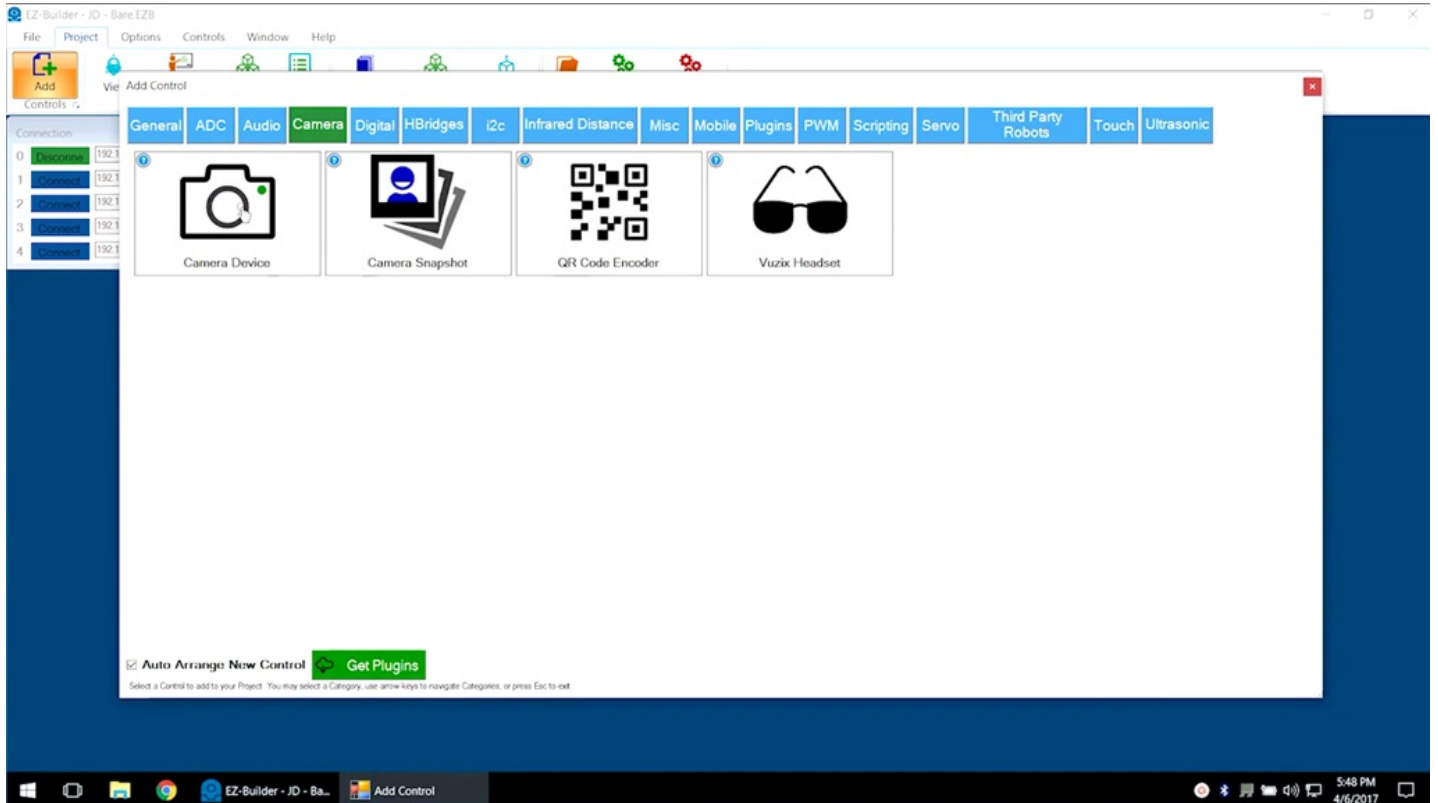 EZ-Builder - JD - Bare.EZB
File Project Options Controls Window Help
Add
Vie
Controls
Add Control
General ADC Audio Camera Digital HBridges i2c Infrared Distance Misc Mobile Plugins PWM Scripting Servo Third Party Robots Touch Ultrasonic
Connection
0 Disconne 192.1
1 Connect 192.1
2 Connect 192.1
3 Connect 192.1
4 Connect 192.1
Camera Device Camera Snapshot QR Code Encoder Vuzix Headset
Auto Arrange New Control Get Plugins
Select a Control to add to your Project. You may select a Category, use arrow keys to navigate Categories, or press Esc to exit
EZ-Builder - JD - Ba... Add Control
5:48 PM
4/6/2017